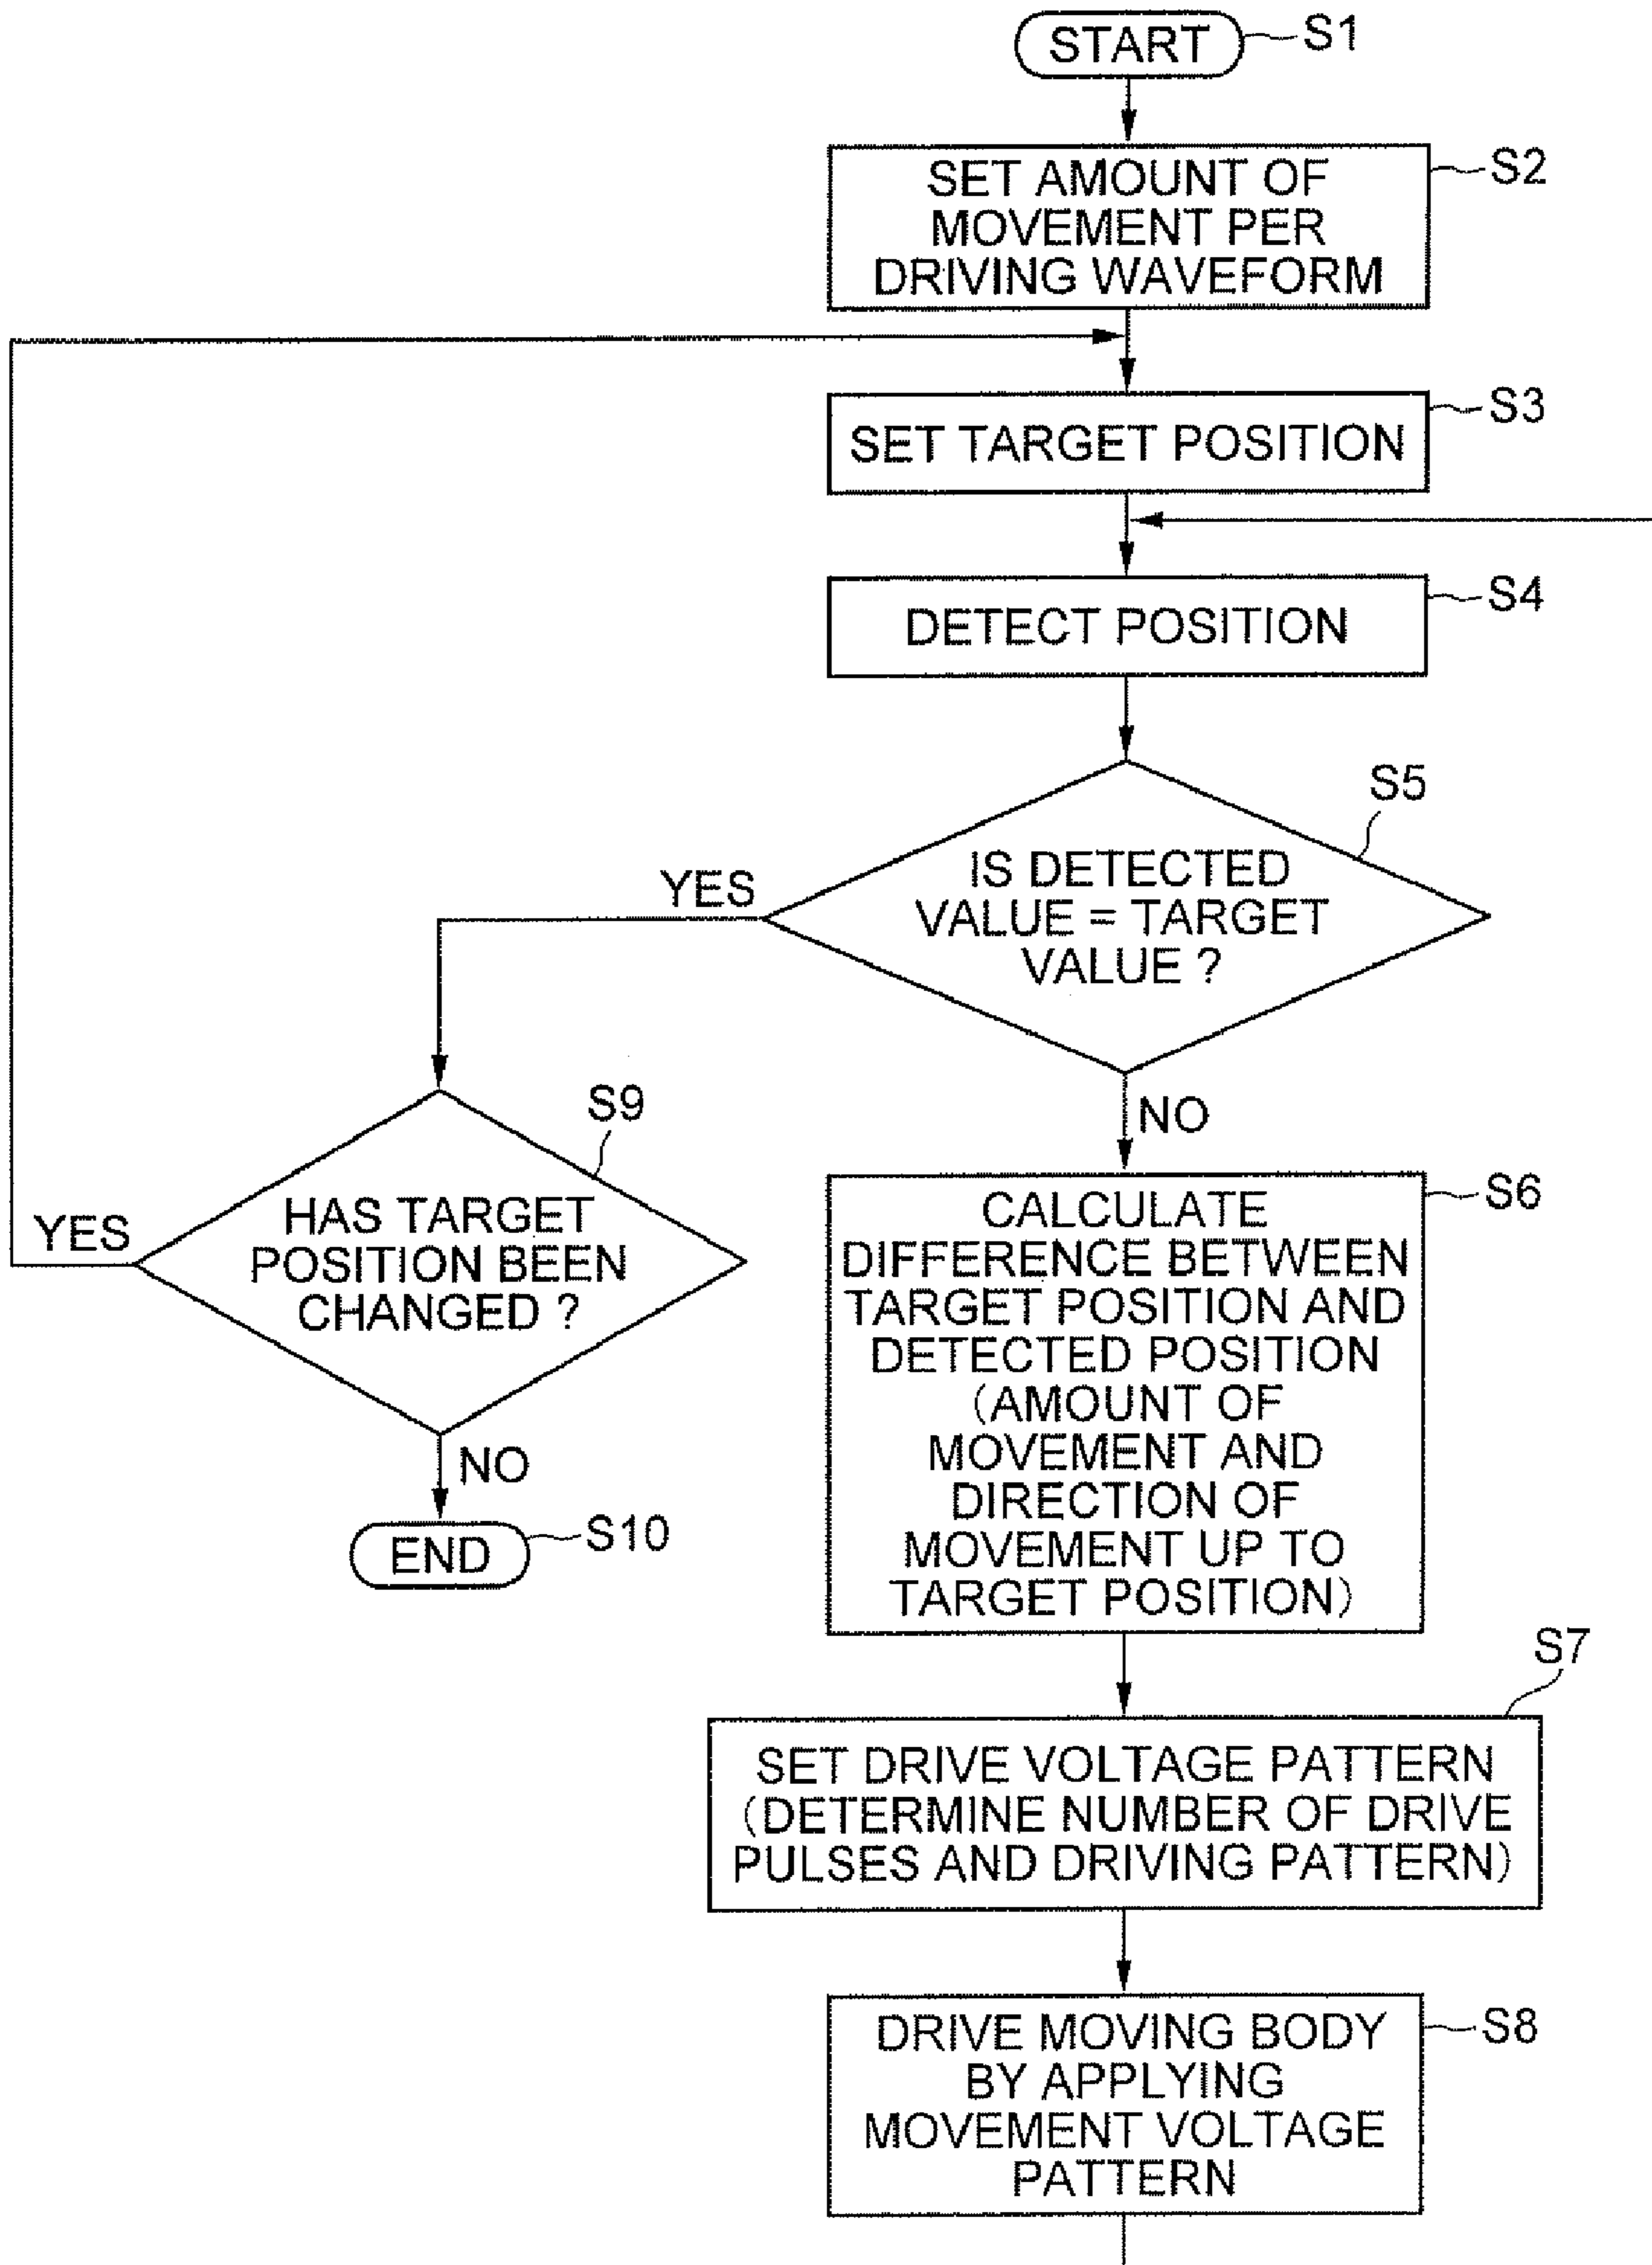 START
S1
SET AMOUNT OF
MOVEMENT PER
DRIVING WAVEFORM
S2
SET TARGET POSITION
S3
DETECT POSITION
S4
IS DETECTED
VALUE = TARGET
VALUE ?
S5
YES
NO
HAS TARGET
POSITION BEEN
CHANGED ?
S9
YES
NO
END
S10
CALCULATE
DIFFERENCE BETWEEN
TARGET POSITION AND
DETECTED POSITION
(AMOUNT OF
MOVEMENT AND
DIRECTION OF
MOVEMENT UP TO
TARGET POSITION)
S6
SET DRIVE VOLTAGE PATTERN
(DETERMINE NUMBER OF DRIVE
PULSES AND DRIVING PATTERN)
S7
DRIVE MOVING BODY
BY APPLYING
MOVEMENT VOLTAGE
PATTERN
S8